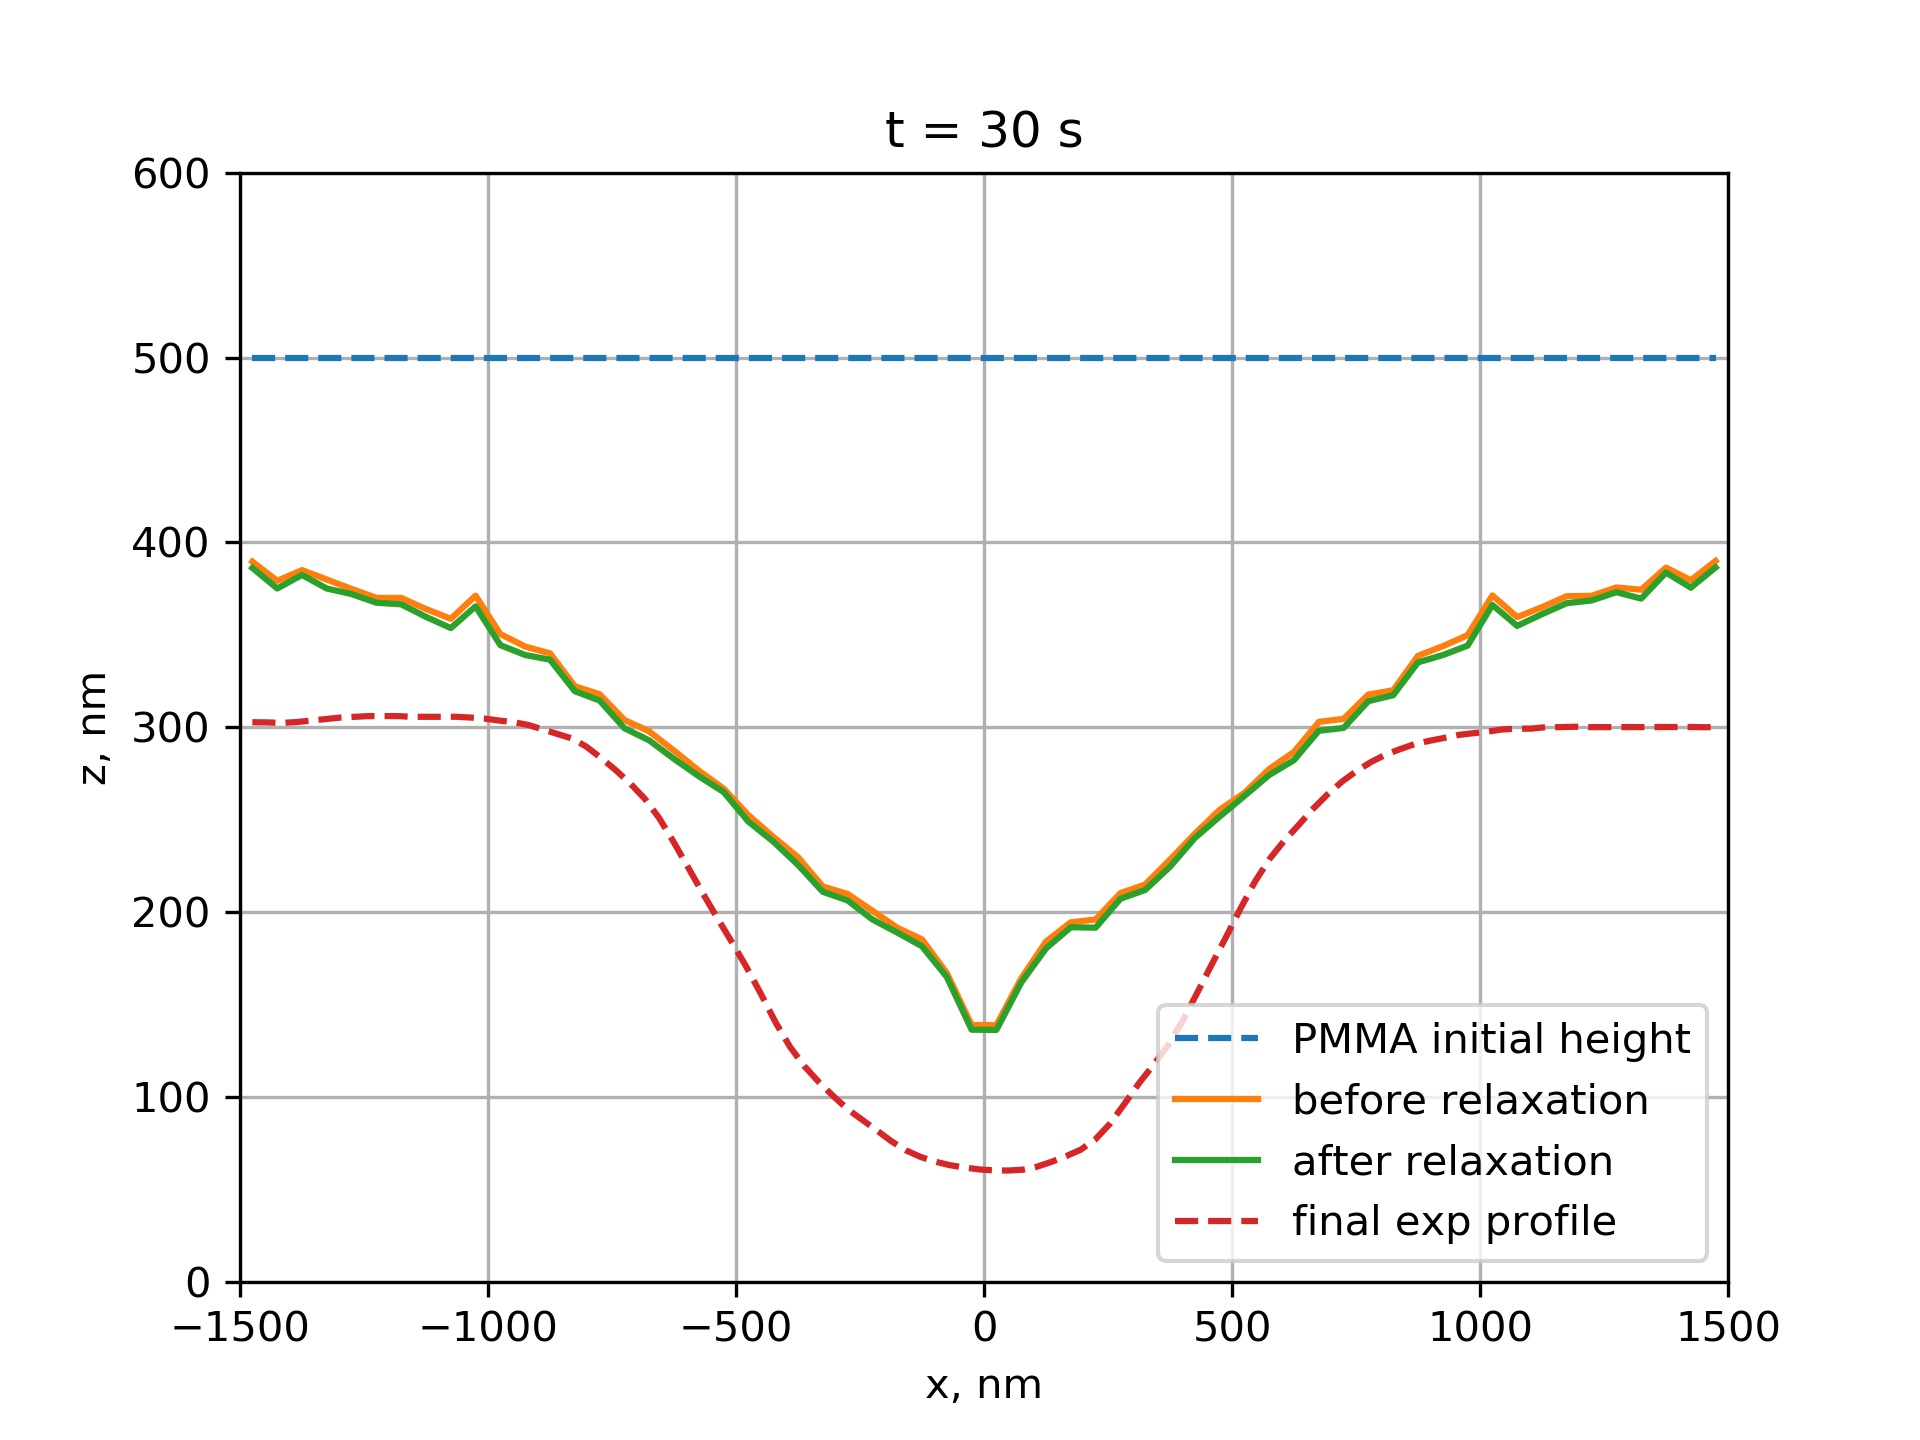 t = 30 s
600
500
400
300
200
100
0
z, nm
−1500 −1000 −500 0 500 1000 1500
x, nm
PMMA initial height
before relaxation
after relaxation
final exp profile